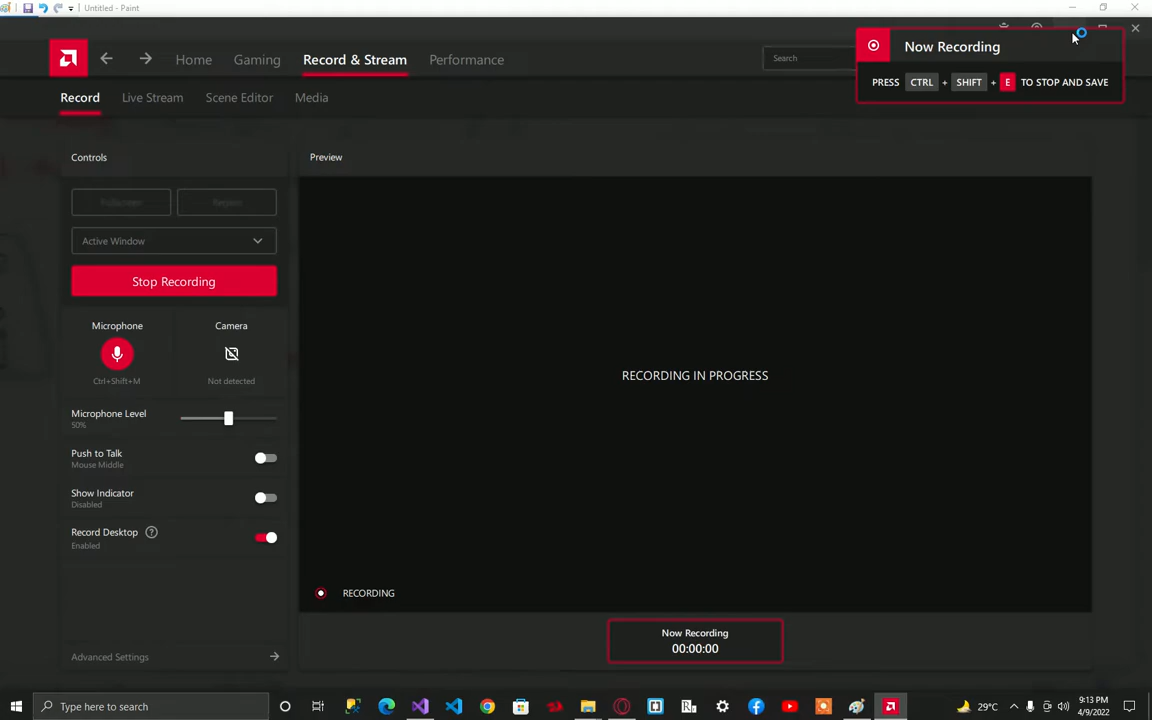 Untitled - Paint
Home
Gaming
Record & Stream
Performance
Search
Now Recording
PRESS CTRL + SHIFT + E TO STOP AND SAVE
Record
Live Stream
Scene Editor
Media
Controls
Preview
Fullscreen
Region
Active Window
Stop Recording
Microphone
Camera
Ctrl+Shift+M
Not detected
RECORDING IN PROGRESS
Microphone Level
50%
Push to Talk
Mouse Middle
Show Indicator
Disabled
Record Desktop
Enabled
RECORDING
Now Recording
00:00:00
Advanced Settings
Type here to search
29°C
9:13 PM
4/9/2022